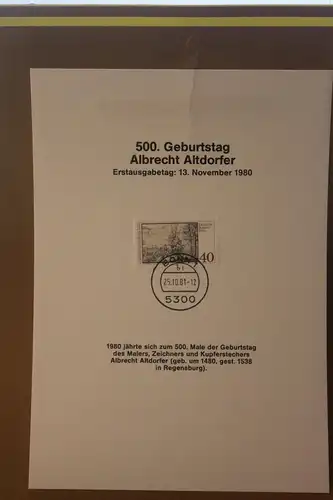 500. Geburtstag
Albrecht Altdorfer
Erstausgabetag: 13. November 1980
40
BONN 1
bi
25.10.81-12
5300
1980 jährte sich zum 500. Male der Geburtstag
des Malers, Zeichners und Kupferstechers
Albrecht Altdorfer (geb. um 1480, gest. 1538
in Regensburg).